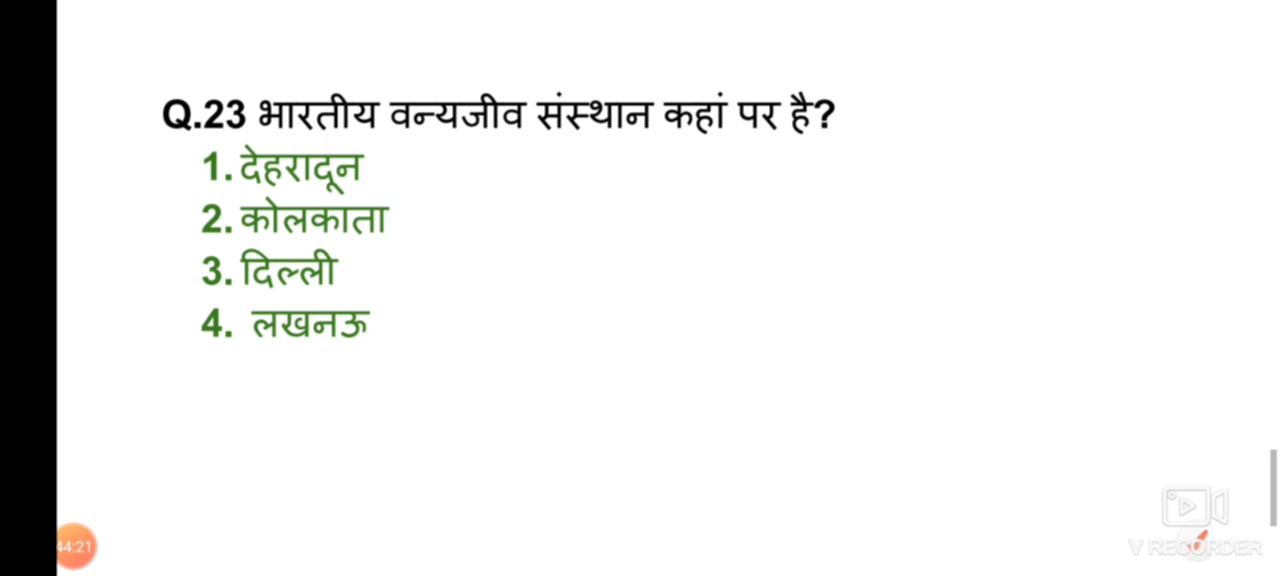 Q.23 भारतीय वन्यजीव संस्थान कहां पर है?
1. देहरादून
2. कोलकाता
3. दिल्ली
4. लखनऊ
44:21
V RECORDER